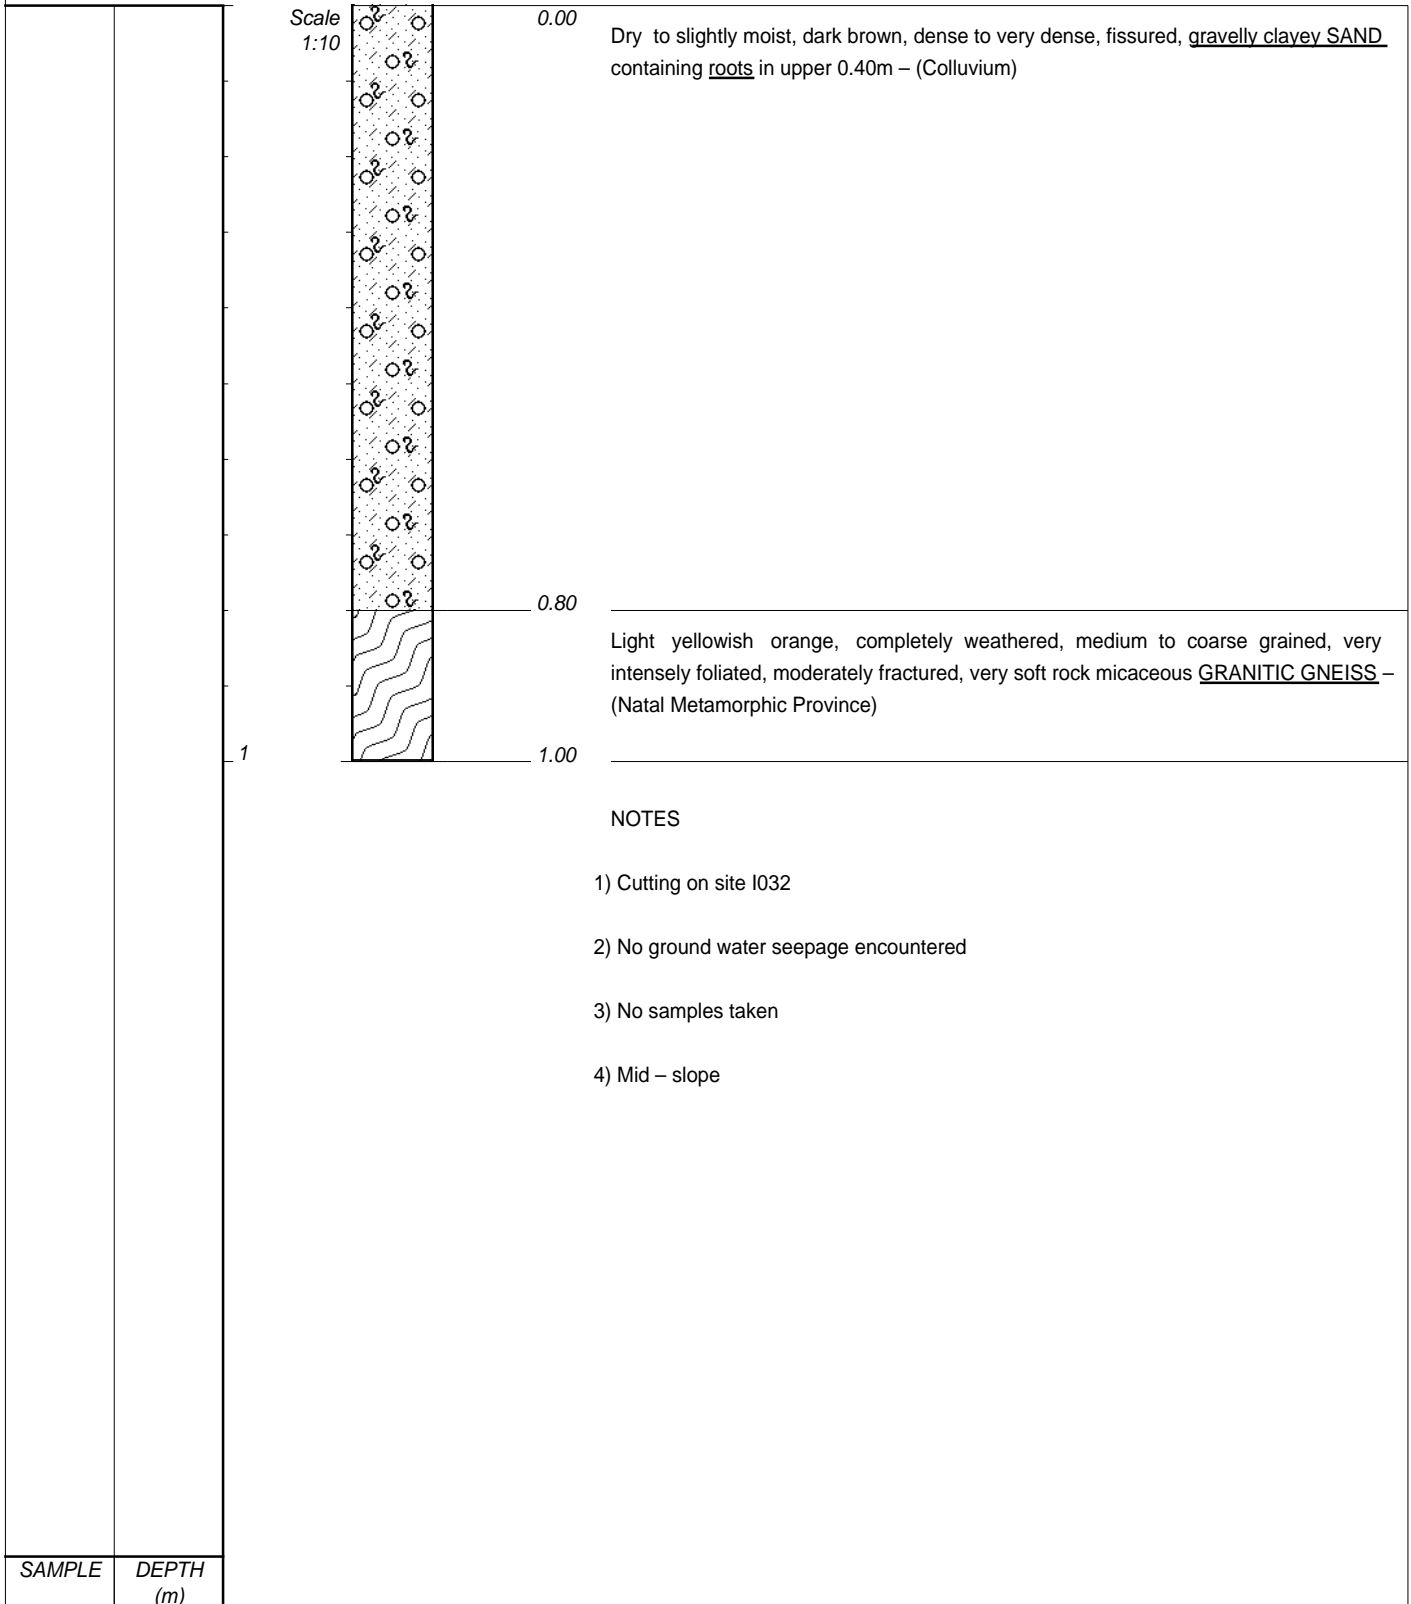 Scale
1:10
0.00
Dry to slightly moist, dark brown, dense to very dense, fissured, gravelly clayey SAND
containing roots in upper 0.40m – (Colluvium)
0.80
Light yellowish orange, completely weathered, medium to coarse grained, very
intensely foliated, moderately fractured, very soft rock micaceous GRANITIC GNEISS –
(Natal Metamorphic Province)
1
1.00
NOTES
1) Cutting on site I032
2) No ground water seepage encountered
3) No samples taken
4) Mid – slope
SAMPLE
DEPTH
(m)